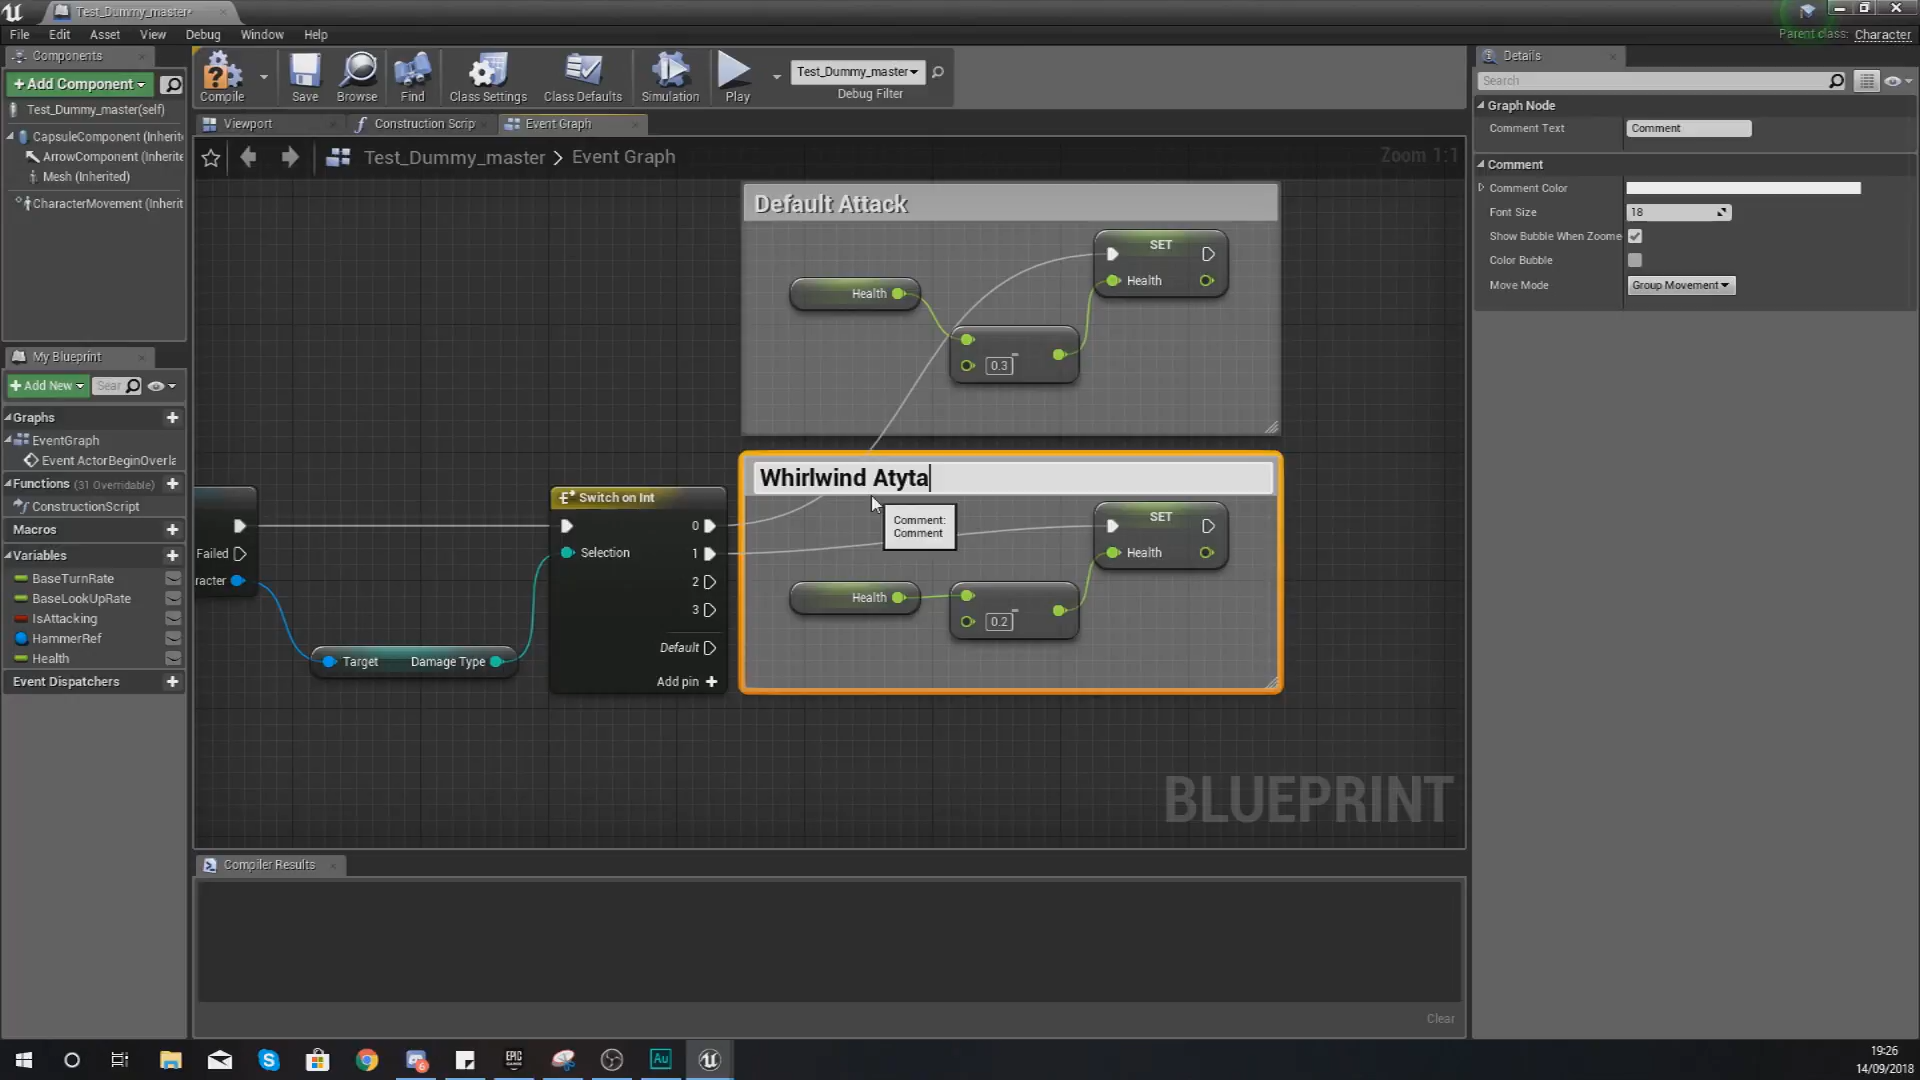 Test_Dummy_master*
File Edit Asset View Debug Window Help
Parent class: Character
Components
+ Add Component
Test_Dummy_master(self)
CapsuleComponent (Inherite
ArrowComponent (Inherite
Mesh (Inherited)
CharacterMovement (Inherit
Compile
Save
Browse
Find
Class Settings
Class Defaults
Simulation
Play
Test_Dummy_master
Debug Filter
Viewport
Construction Scrip
Event Graph
Test_Dummy_master > Event Graph
Zoom 1:1
Default Attack
SET
Health
Health
0.3
Whirlwind Atyta
Comment:
Comment
SET
Health
Health
0.2
Switch on Int
0
Selection
1
2
3
Default
Add pin +
Failed
racter
Target
Damage Type
BLUEPRINT
My Blueprint
+ Add New
Sear
Graphs
EventGraph
Event ActorBeginOverla
Functions (31 Overridable)
ConstructionScript
Macros
Variables
BaseTurnRate
BaseLookUpRate
IsAttacking
HammerRef
Health
Event Dispatchers
Compiler Results
Clear
Details
Search
Graph Node
Comment Text
Comment
Comment
Comment Color
Font Size
18
Show Bubble When Zoome
Color Bubble
Move Mode
Group Movement
EPIC
Au
19:26
14/09/2018